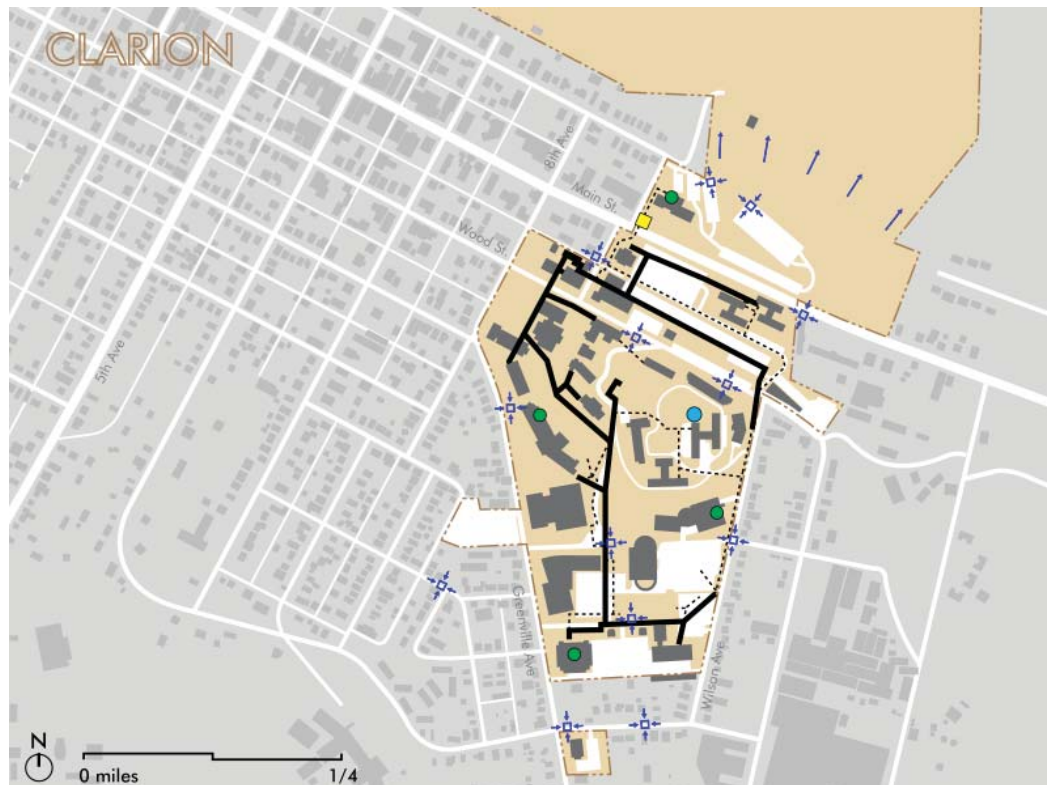 CLARION
8th Ave
Main St.
Wood St.
5th Ave
Greenville Ave
Wilson Ave
N
0 miles 1/4